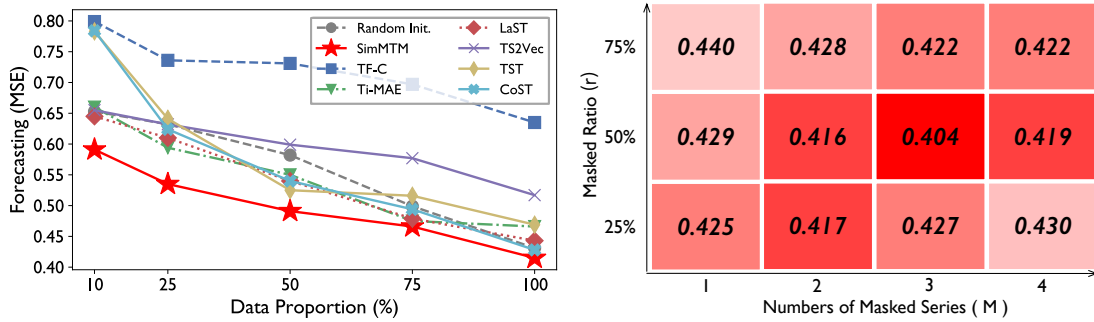 0.80
0.75
0.70
0.65
0.60
0.55
0.50
0.45
0.40
Forecasting (MSE)
10
25
50
75
100
Data Proportion (%)
Random Init.
SimMTM
TF-C
Ti-MAE
LaST
TS2Vec
TST
CoST
Masked Ratio (r)
75%
0.440 0.428 0.422 0.422
50%
0.429 0.416 0.404 0.419
25%
0.425 0.417 0.427 0.430
1 2 3 4
Numbers of Masked Series ( M )